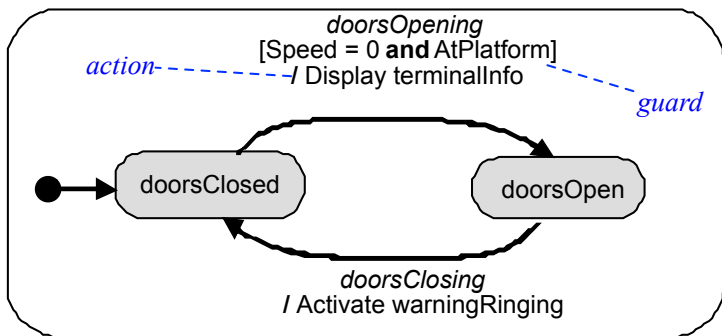 doorsOpening
[Speed = 0 and AtPlatform]
action
/ Display terminalInfo
guard
doorsClosed
doorsOpen
doorsClosing
/ Activate warningRinging